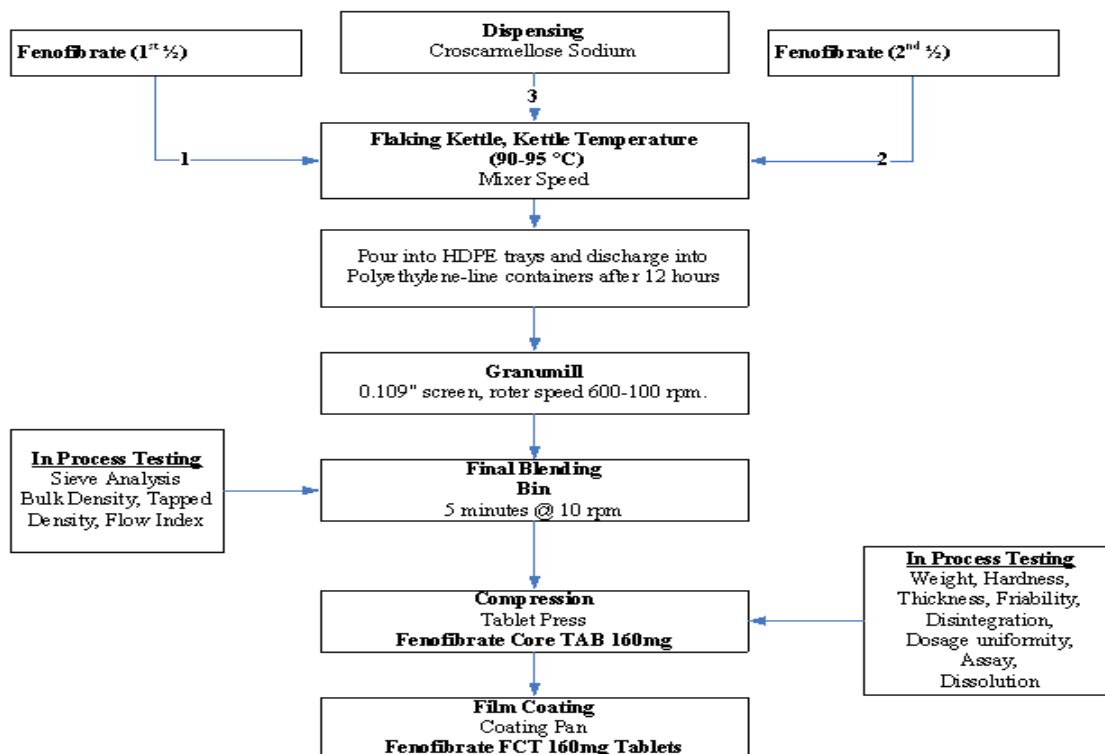 Dispensing
Croscarmellose Sodium
Fenofibrate (1st ½)
Fenofibrate (2nd ½)
3
Flaking Kettle, Kettle Temperature
(90-95 °C)
Mixer Speed
1
2
Pour into HDPE trays and discharge into
Polyethylene-line containers after 12 hours
Granumill
0.109" screen, roter speed 600-100 rpm.
In Process Testing
Sieve Analysis
Bulk Density, Tapped
Density, Flow Index
Final Blending
Bin
5 minutes @ 10 rpm
In Process Testing
Weight, Hardness,
Thickness, Friability,
Disintegration,
Dosage uniformity,
Assay,
Dissolution
Compression
Tablet Press
Fenofibrate Core TAB 160mg
Film Coating
Coating Pan
Fenofibrate FCT 160mg Tablets